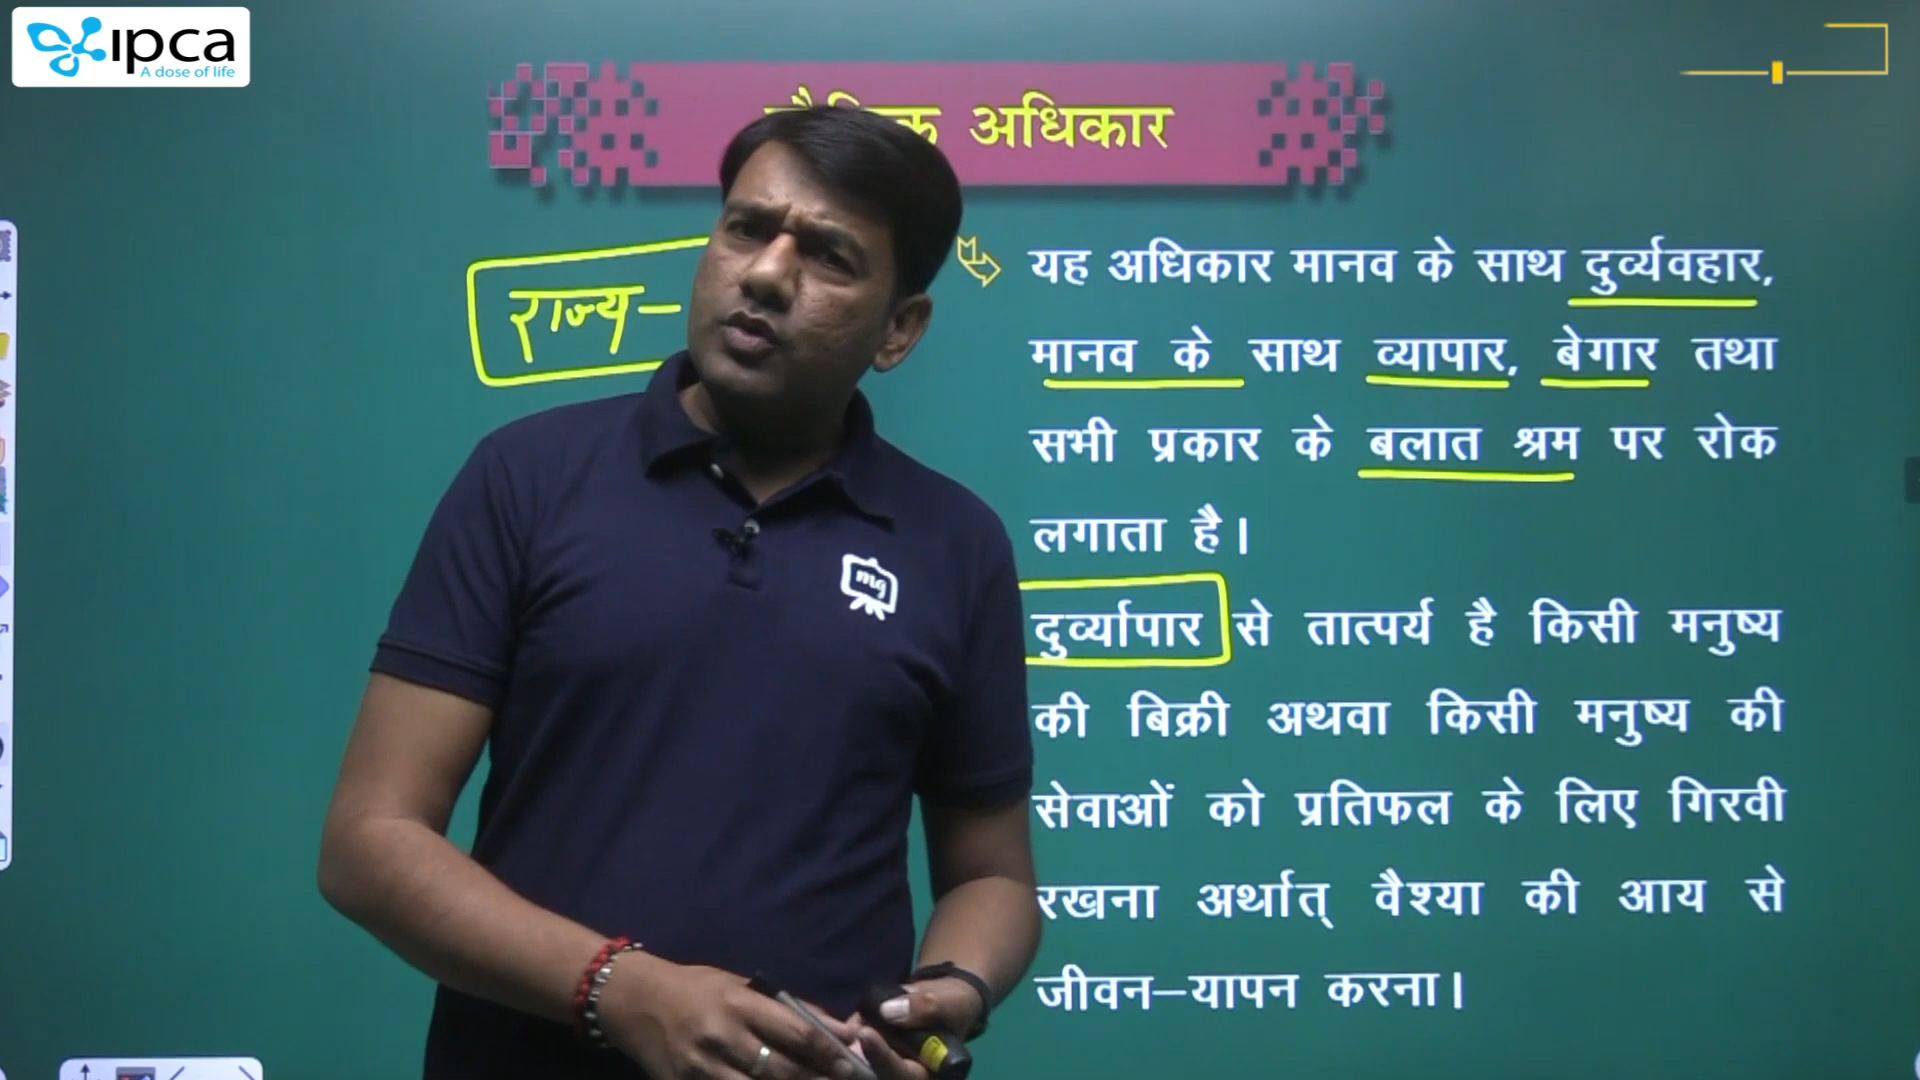 ipca
A dose of life
अधिकार
राज्य–
यह अधिकार मानव के साथ दुर्व्यवहार,
मानव के साथ व्यापार, बेगार तथा
सभी प्रकार के बलात श्रम पर रोक
लगाता है।
mg
दुर्व्यापार से तात्पर्य है किसी मनुष्य
की बिक्री अथवा किसी मनुष्य की
सेवाओं को प्रतिफल के लिए गिरवी
रखना अर्थात् वैश्या की आय से
जीवन–यापन करना।